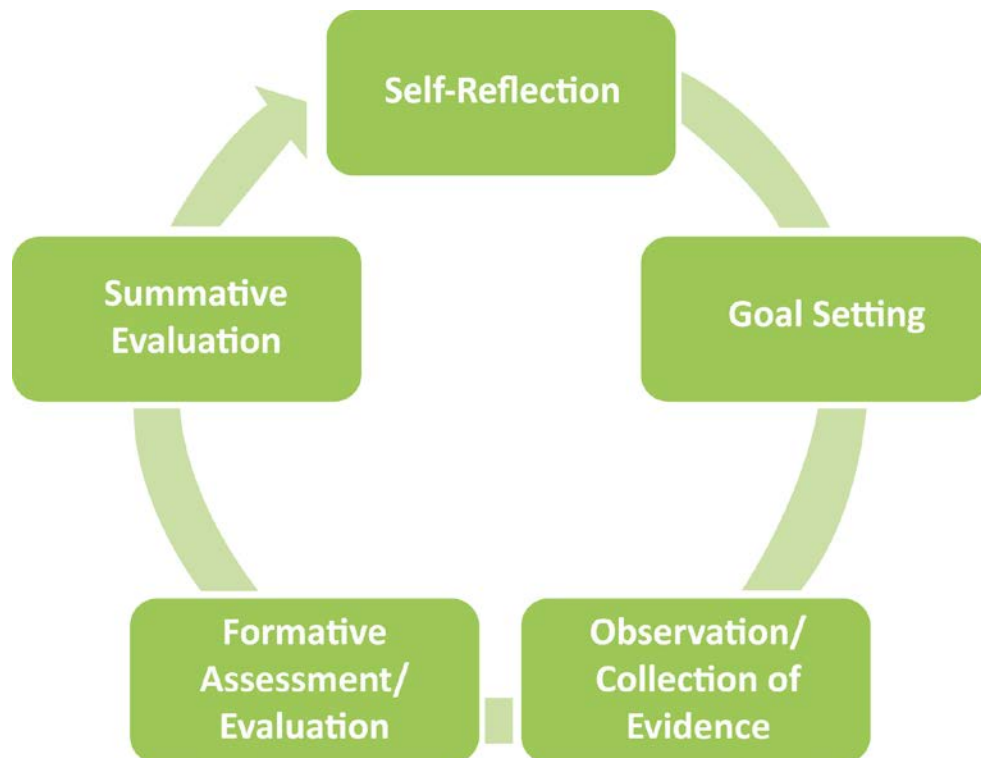 Self-Reflection
Goal Setting
Observation/
Collection of
Evidence
Formative
Assessment/
Evaluation
Summative
Evaluation